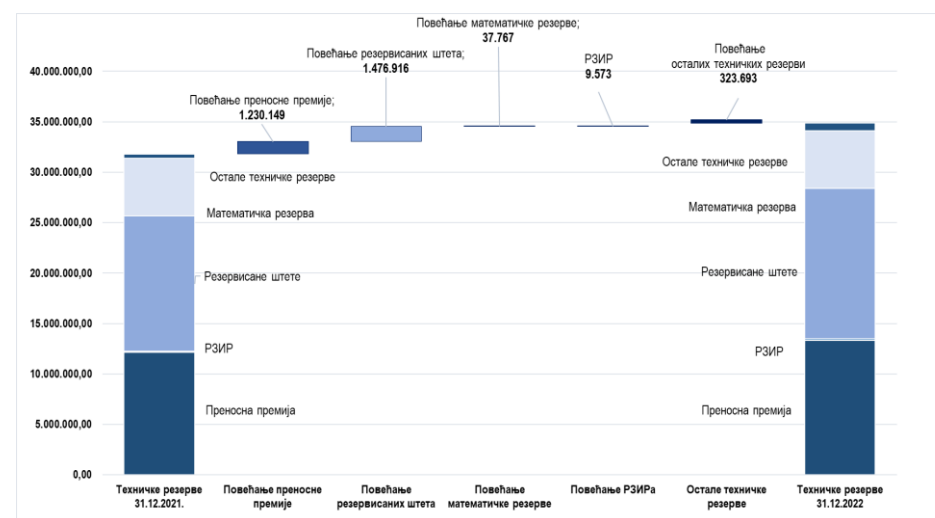 Повећање математичке резерве;
37.767
Повећање резервисаних штета;
1.476.916
РЗИР
9.573
Повећање
осталих техничких резерви
323.693
Повећање преносне премије;
1.230.149
40.000.000,00
35.000.000,00
30.000.000,00
25.000.000,00
20.000.000,00
15.000.000,00
10.000.000,00
5.000.000,00
0,00
Остале техничке резерве
Математичка резерва
Резервисане штете
РЗИР
Преносна премија
Остале техничке резерве
Математичка резерва
Резервисане штете
РЗИР
Преносна премија
Техничке резерве
31.12.2021.
Повећање преносне
премије
Повећање
резервисаних штета
Повећање
математичке резерве
Повећање РЗИРа
Остале техничке
резерве
Техничке резерве
31.12.2022